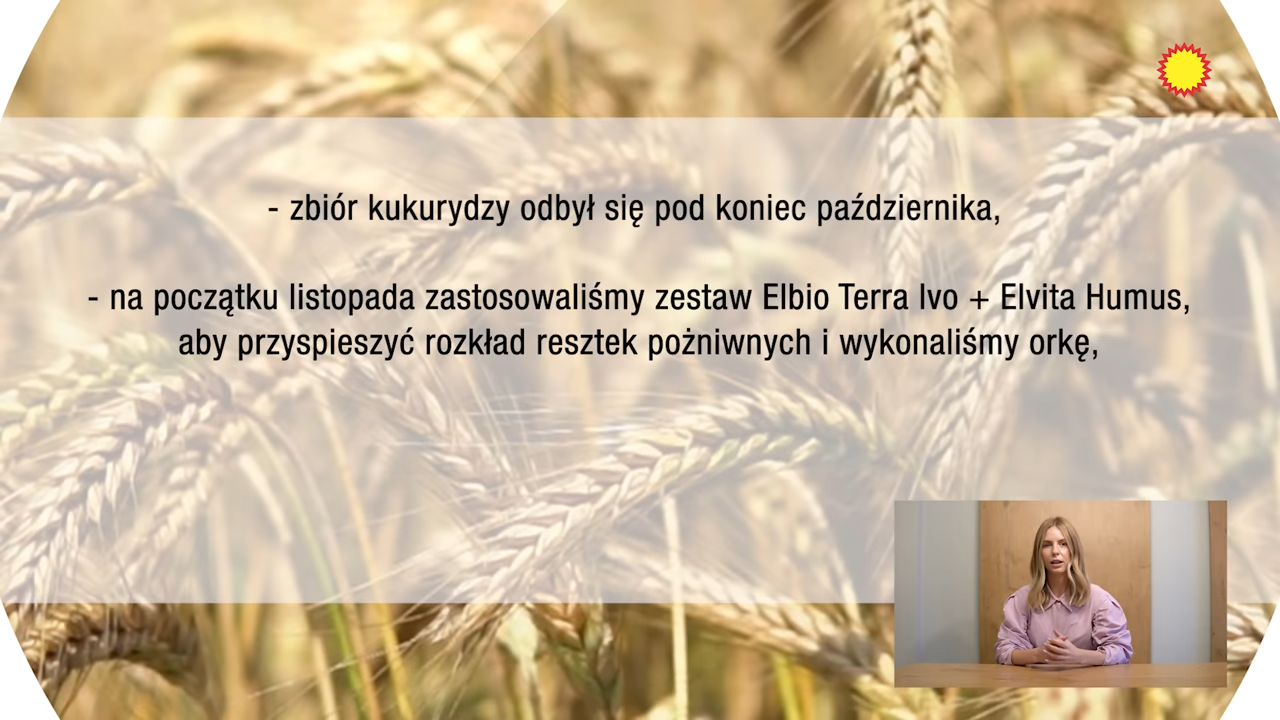 - zbiór kukurydzy odbył się pod koniec października,
- na początku listopada zastosowaliśmy zestaw Elbio Terra Ivo + Elvita Humus,
aby przyspieszyć rozkład resztek pożniwnych i wykonaliśmy orkę,